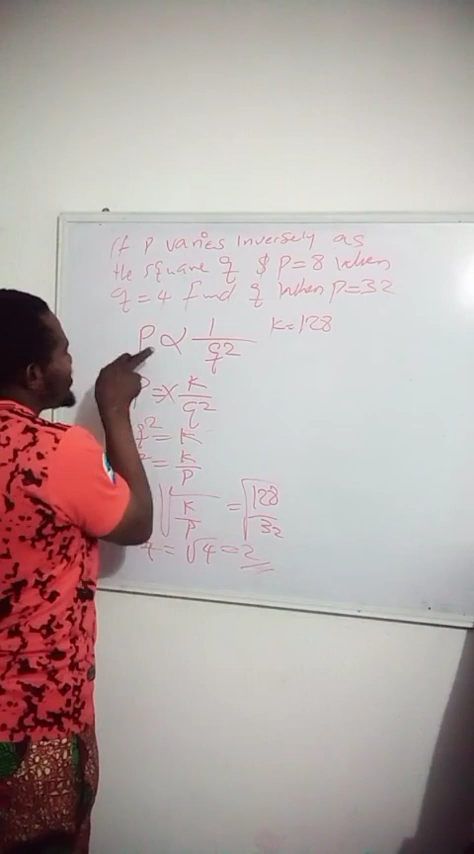 If P varies inversely as
the square q $ P=8 when
q=4 find q when P=32
P ∝ 1/q² K=128
P = x K/q²
q² = K
² = K/P
√K/P = √128/32
= √4 = 2